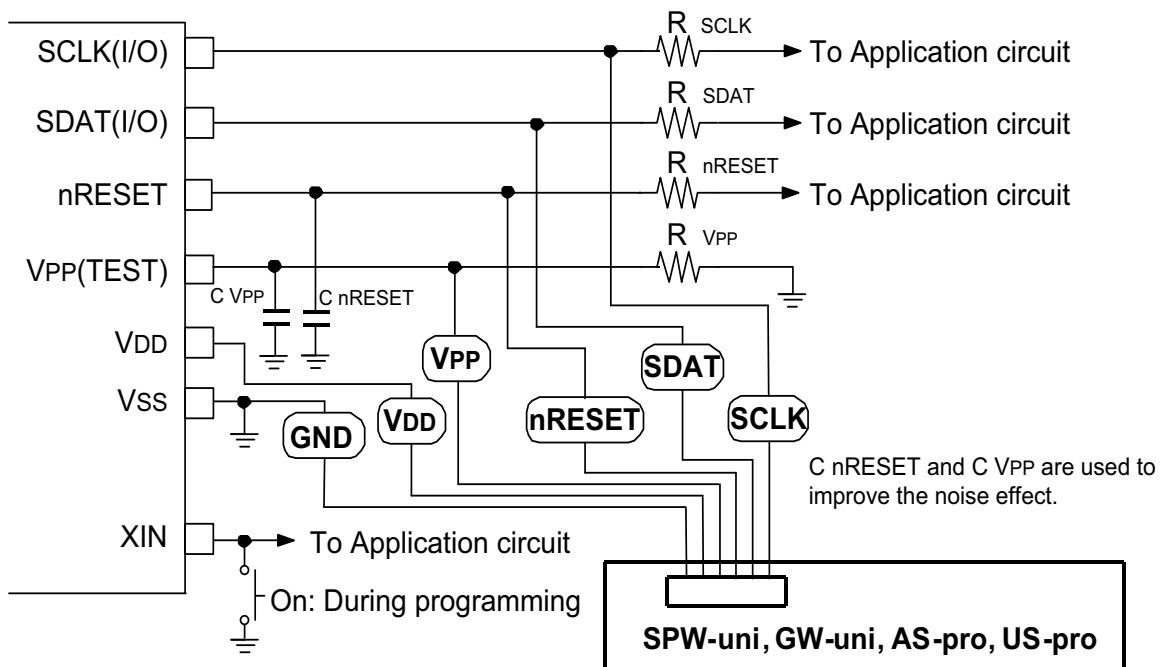 SCLK(I/O)
R SCLK
To Application circuit
SDAT(I/O)
R SDAT
To Application circuit
nRESET
R nRESET
To Application circuit
VPP(TEST)
R VPP
C VPP
C nRESET
VDD
VPP
SDAT
VSS
GND
VDD
nRESET
SCLK
C nRESET and C VPP are used to
improve the noise effect.
XIN
To Application circuit
On: During programming
SPW-uni, GW-uni, AS-pro, US-pro